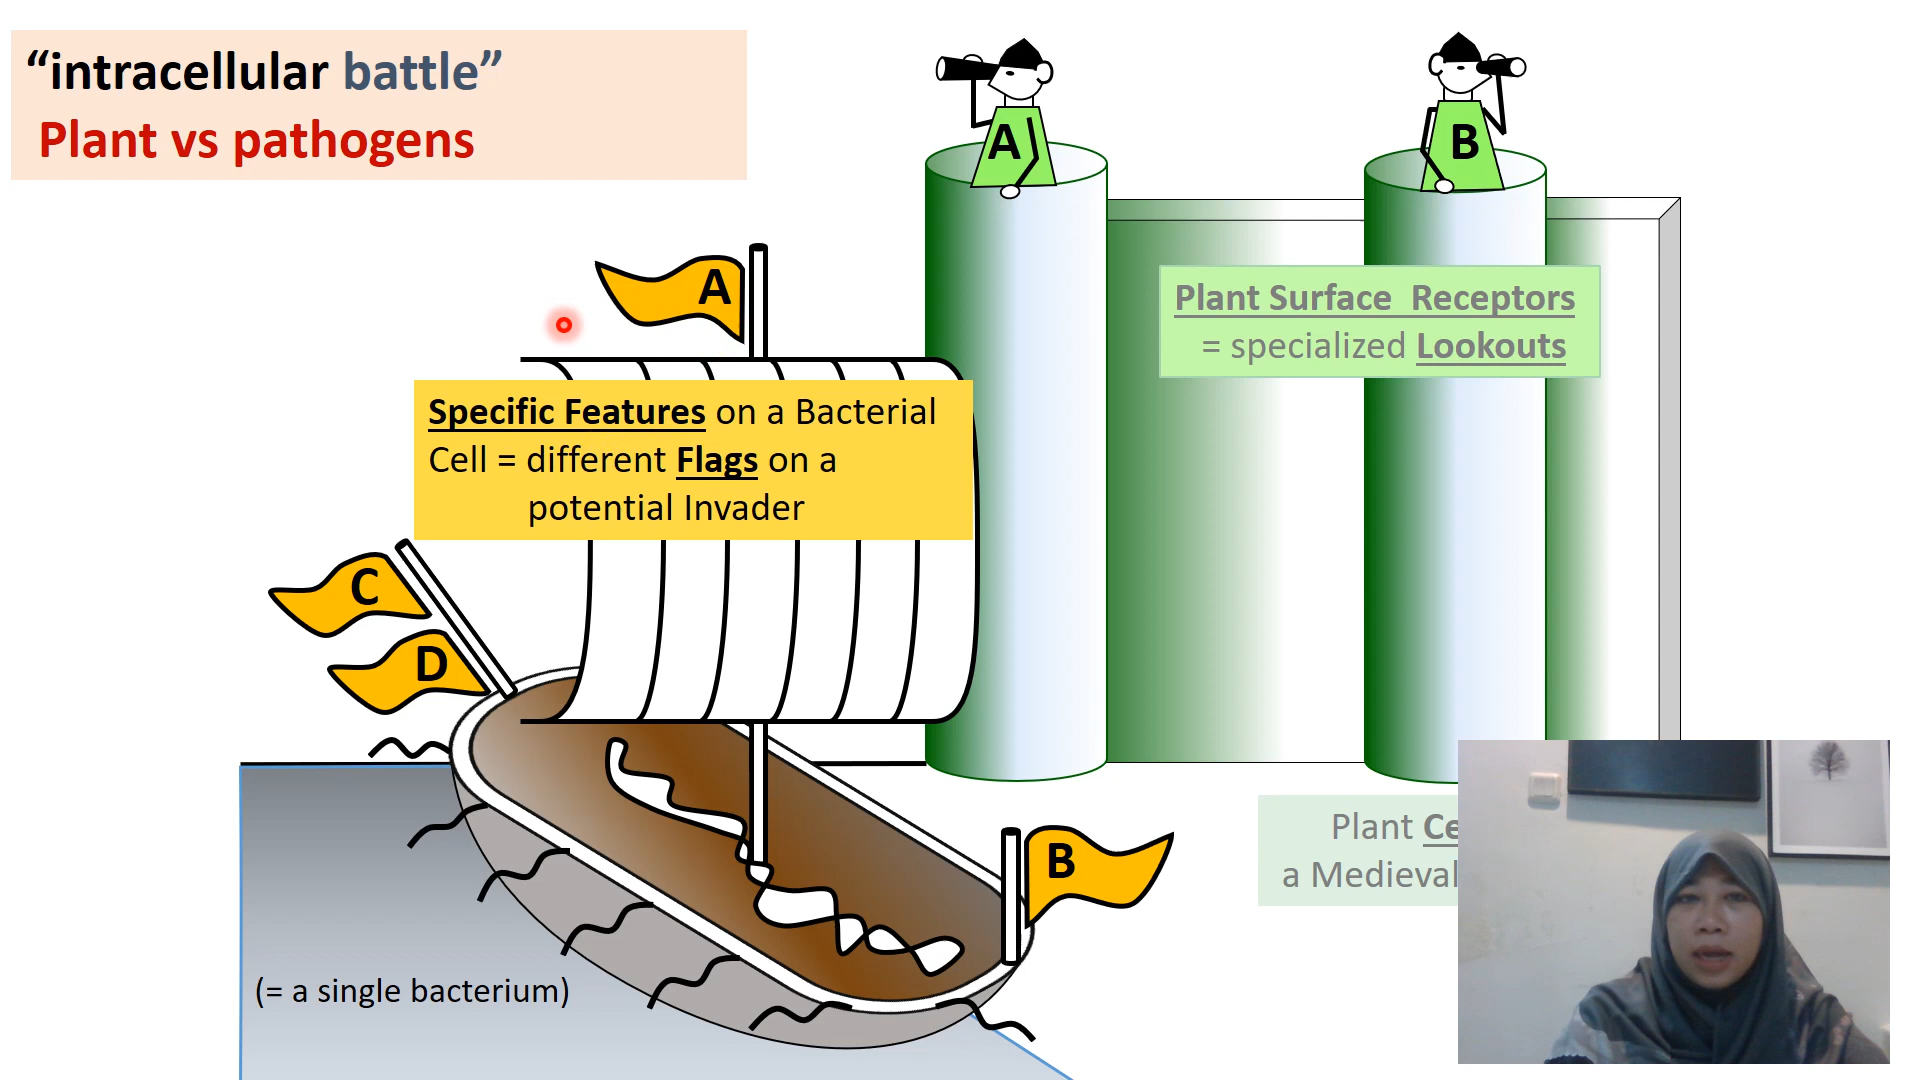 “intracellular battle”
Plant vs pathogens
A
B
A
Plant Surface Receptors
= specialized Lookouts
Specific Features on a Bacterial
Cell = different Flags on a
potential Invader
C
D
B
Plant
a Medieval
(= a single bacterium)